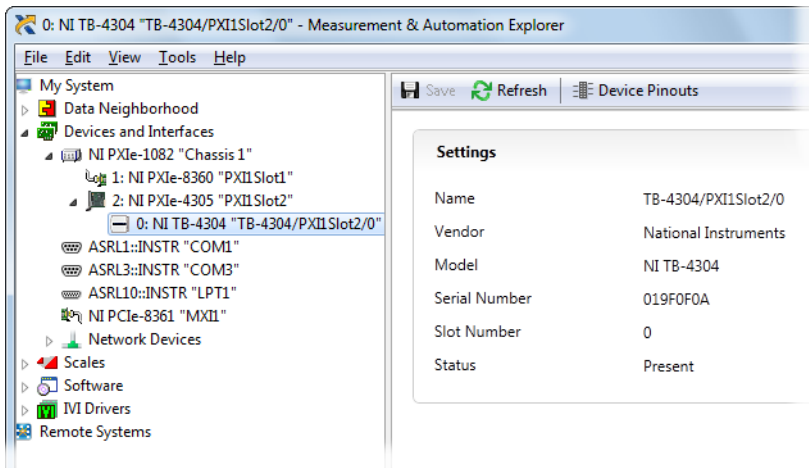 0: NI TB-4304 "TB-4304/PXI1Slot2/0" - Measurement & Automation Explorer
File Edit View Tools Help
My System
Data Neighborhood
Devices and Interfaces
NI PXIe-1082 "Chassis 1"
1: NI PXIe-8360 "PXI1Slot1"
2: NI PXIe-4305 "PXI1Slot2"
0: NI TB-4304 "TB-4304/PXI1Slot2/0"
ASRL1::INSTR "COM1"
ASRL3::INSTR "COM3"
ASRL10::INSTR "LPT1"
NI PCIe-8361 "MXI1"
Network Devices
Scales
Software
IVI Drivers
Remote Systems
Save Refresh Device Pinouts
Settings
Name TB-4304/PXI1Slot2/0
Vendor National Instruments
Model NI TB-4304
Serial Number 019F0F0A
Slot Number 0
Status Present